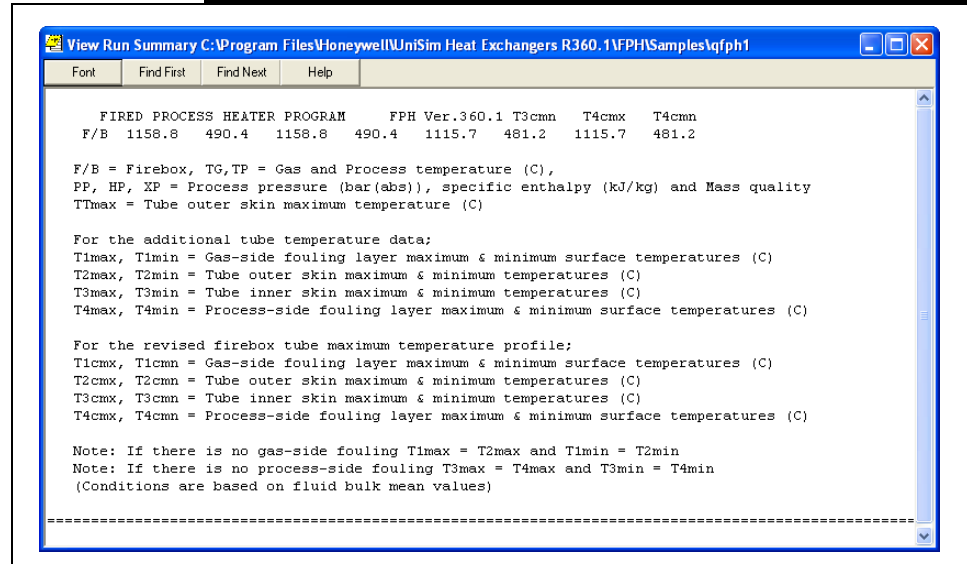 View Run Summary C:\Program Files\Honeywell\UniSim Heat Exchangers R360.1\FPH\Samples\qfph1
Font Find First Find Next Help
FIRED PROCESS HEATER PROGRAM FPH Ver.360.1 T3cmn T4cmx T4cmn
F/B 1158.8 490.4 1158.8 490.4 1115.7 481.2 1115.7 481.2
F/B = Firebox, TG,TP = Gas and Process temperature (C),
PP, HP, XP = Process pressure (bar(abs)), specific enthalpy (kJ/kg) and Mass quality
TTmax = Tube outer skin maximum temperature (C)
For the additional tube temperature data;
T1max, T1min = Gas-side fouling layer maximum & minimum surface temperatures (C)
T2max, T2min = Tube outer skin maximum & minimum temperatures (C)
T3max, T3min = Tube inner skin maximum & minimum temperatures (C)
T4max, T4min = Process-side fouling layer maximum & minimum surface temperatures (C)
For the revised firebox tube maximum temperature profile;
T1cmx, T1cmn = Gas-side fouling layer maximum & minimum surface temperatures (C)
T2cmx, T2cmn = Tube outer skin maximum & minimum temperatures (C)
T3cmx, T3cmn = Tube inner skin maximum & minimum temperatures (C)
T4cmx, T4cmn = Process-side fouling layer maximum & minimum surface temperatures (C)
Note: If there is no gas-side fouling T1max = T2max and T1min = T2min
Note: If there is no process-side fouling T3max = T4max and T3min = T4min
(Conditions are based on fluid bulk mean values)